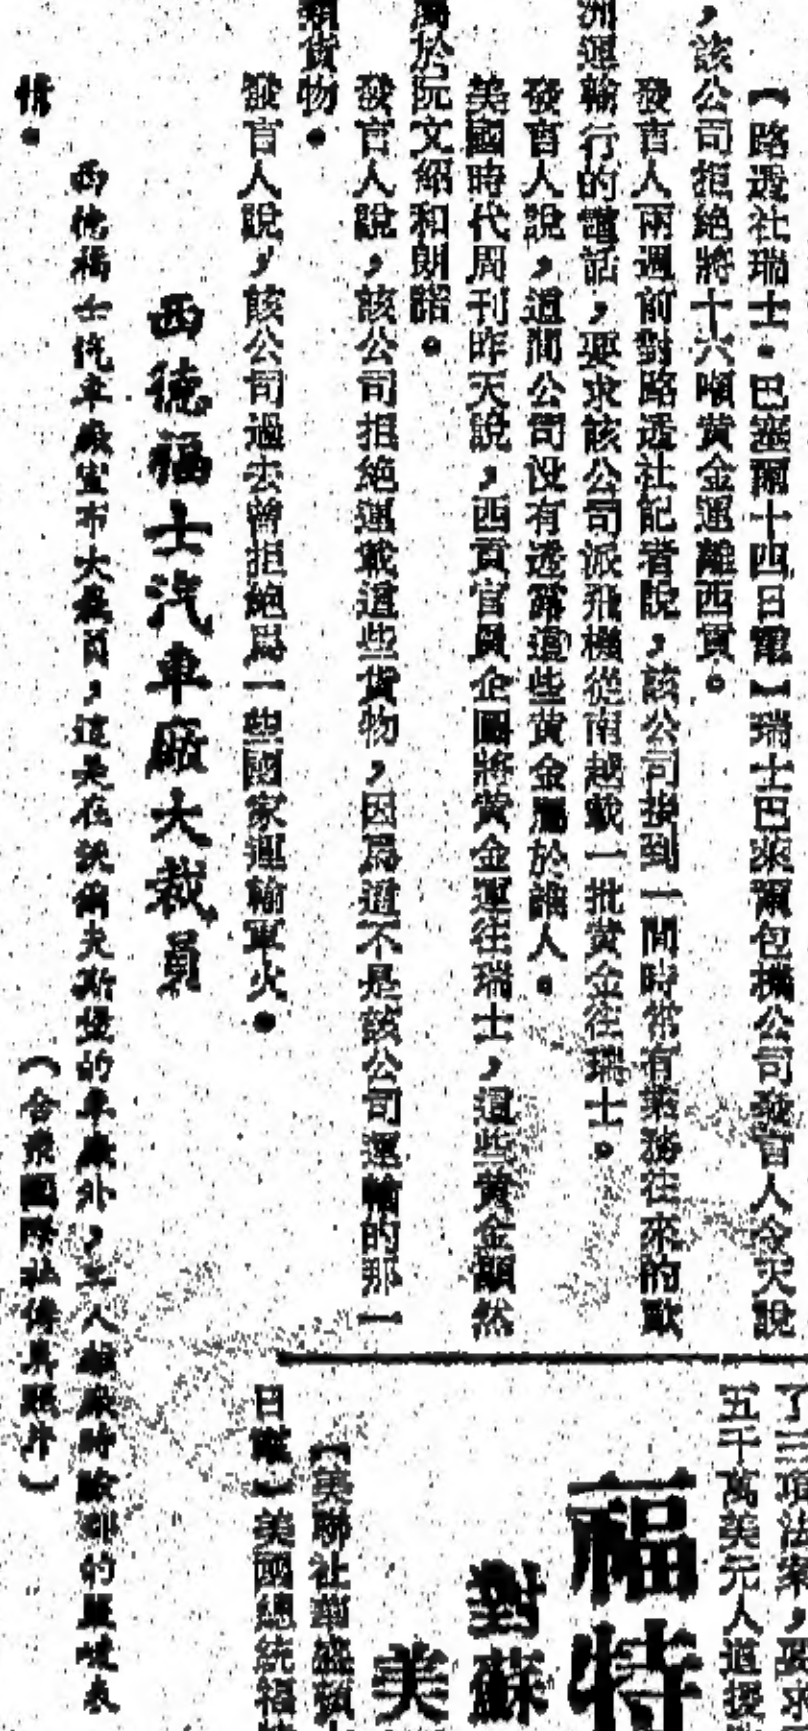 【路透社瑞士·巴塞爾十四日電】瑞士巴萊爾包機公司發言人今天說
，該公司拒絕將十六噸黃金運離西貢。
發言人兩週前對路透社記者說，該公司接到一間時常有業務往來的歐
洲運輸行的電話，要求該公司派飛機從南越載一批黃金往瑞士。
發言人說，這間公司没有透露這些黃金屬於誰人。
美國時代周刊昨天說，西貢官員企圖將黃金運往瑞士，這些黃金顯然
屬於阮文紹和朗諾。
發言人說，該公司拒絕運載這些貨物，因爲這不是該公司運輸的那一
類貨物。
發言人說，該公司過去曾拒絕爲一些國家運輸軍火。
西德福士汽車廠大裁員
西德福士汽車廠宣布大裁員，這是在沃爾夫斯堡的車廠外，工人離廠時的表
情。
（合衆國際社傳真照片）
了三項法案，要求
五千萬美元人道援
福特
對蘇
美
【美聯社華盛頓
日電】美國總統福特